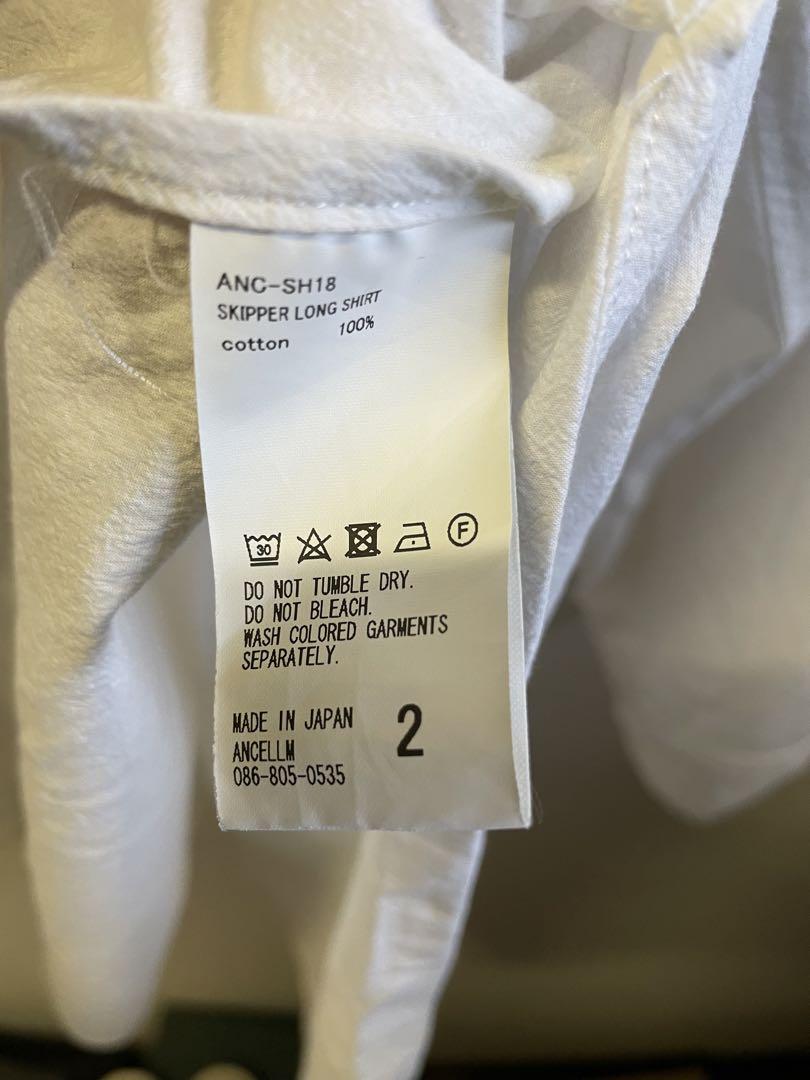 ANC-SH18
SKIPPER LONG SHIRT
cotton 100%
30 F
DO NOT TUMBLE DRY.
DO NOT BLEACH.
WASH COLORED GARMENTS
SEPARATELY.
MADE IN JAPAN 2
ANCELLM
086-805-0535